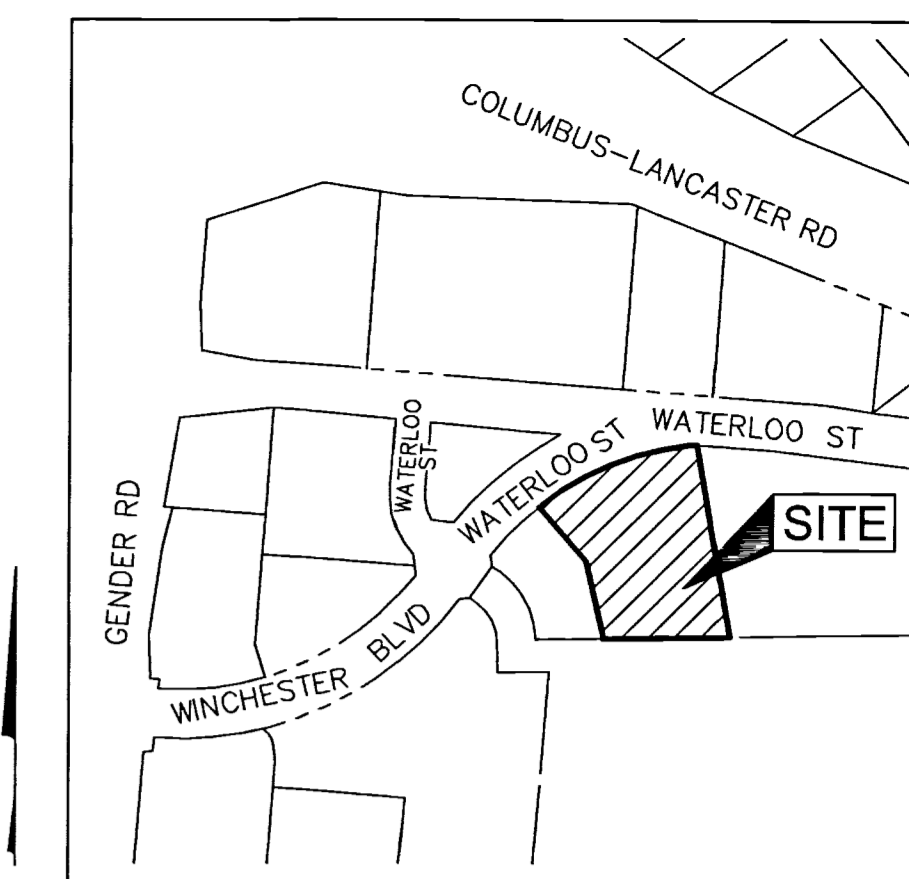 COLUMBUS-LANCASTER RD
WATERLOO ST
WATERLOO
ST
WATERLOO ST
SITE
GENDER RD
WINCHESTER BLVD